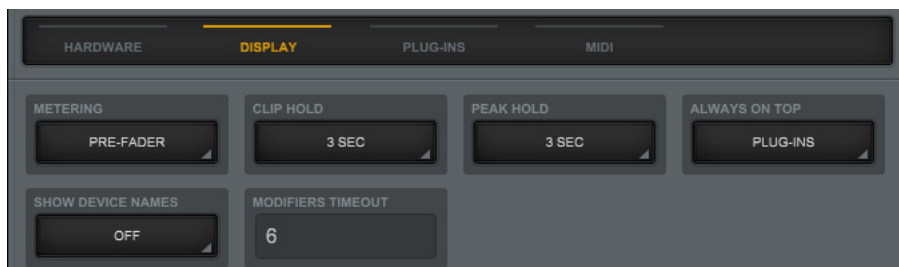 HARDWARE DISPLAY PLUG-INS MIDI
METERING CLIP HOLD PEAK HOLD ALWAYS ON TOP
PRE-FADER 3 SEC 3 SEC PLUG-INS
SHOW DEVICE NAMES MODIFIERS TIMEOUT
OFF 6